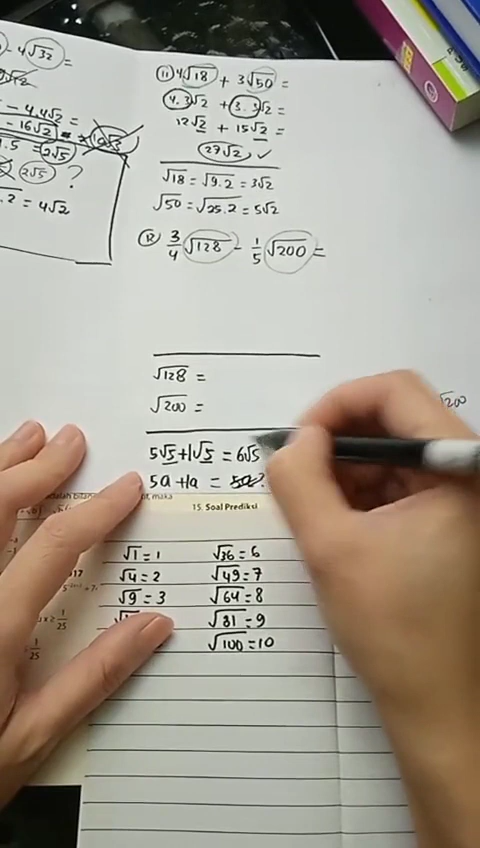 - 4√32 =
- 4.4√2 =
- 16√2
.5 = 2√5
2√5 ?
.2 = 4√2
11 4√18 + 3√50 =
4.3√2 + 3.5√2 =
12√2 + 15√2 =
27√2 ✓
√18 = √9.2 = 3√2
√50 = √25.2 = 5√2
12 3/4 √128 - 1/5 √200 =
√128 =
√200 =
√200
5√5 + 1√5 = 6√5
5a + 1a =
15. Soal Prediksi
√1 = 1 √36 = 6
√4 = 2 √49 = 7
√9 = 3 √64 = 8
√81 = 9
√100 = 10